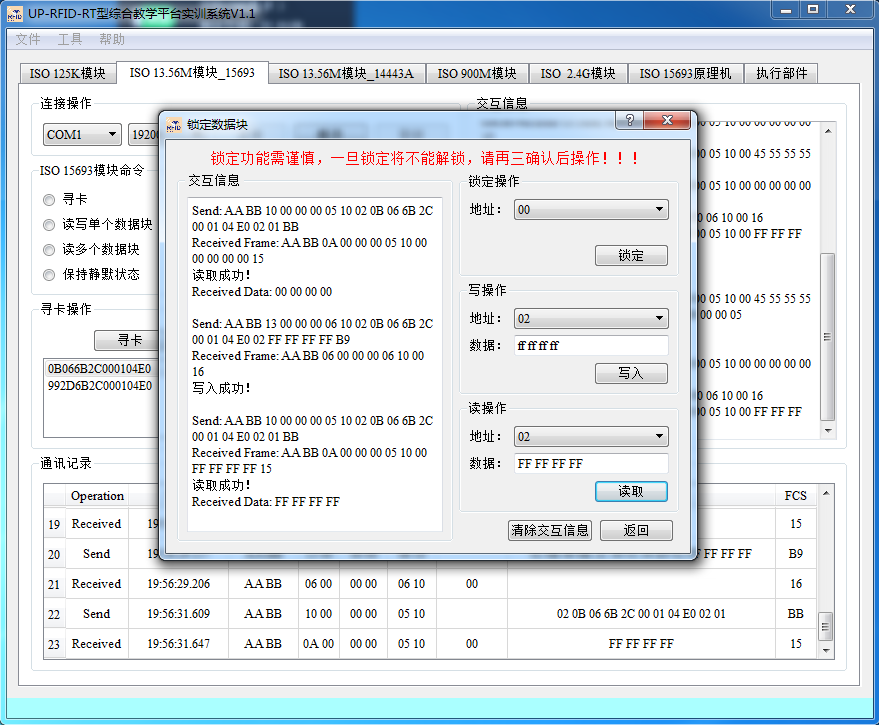 UP-RFID-RT型综合教学平台实训系统V1.1
文件 工具 帮助
ISO 125K模块 ISO 13.56M模块_15693 ISO 13.56M模块_14443A ISO 900M模块 ISO 2.4G模块 ISO 15693原理机 执行部件
连接操作
COM1 19200
ISO 15693模块命令
寻卡
读写单个数据块
读多个数据块
保持静默状态
寻卡操作
寻卡
0B066B2C000104E0
992D6B2C000104E0
交互信息
0 05 10 00 45 55 55 55
0 05 10 00 00 00 00 00
0 06 10 00 16
0 05 10 00 FF FF FF
0 05 10 00 45 55 55 55
00 00 05
0 05 10 00 00 00 00 00
0 06 10 00 16
0 05 10 00 FF FF FF
锁定数据块
锁定功能需谨慎，一旦锁定将不能解锁，请再三确认后操作！！！
交互信息
Send: AA BB 10 00 00 00 05 10 02 0B 06 6B 2C
00 01 04 E0 02 01 BB
Received Frame: AA BB 0A 00 00 00 05 10 00
00 00 00 00 15
读取成功！
Received Data: 00 00 00 00
Send: AA BB 13 00 00 00 06 10 02 0B 06 6B 2C
00 01 04 E0 02 FF FF FF FF B9
Received Frame: AA BB 06 00 00 00 06 10 00
16
写入成功！
Send: AA BB 10 00 00 00 05 10 02 0B 06 6B 2C
00 01 04 E0 02 01 BB
Received Frame: AA BB 0A 00 00 00 05 10 00
FF FF FF FF 15
读取成功！
Received Data: FF FF FF FF
锁定操作
地址： 00
锁定
写操作
地址： 02
数据： ff ff ff ff
写入
读操作
地址： 02
数据： FF FF FF FF
读取
清除交互信息 返回
通讯记录
Operation FCS
19 Received 15
20 Send FF FF FF B9
21 Received 19:56:29.206 AA BB 06 00 00 00 06 10 00 16
22 Send 19:56:31.609 AA BB 10 00 00 00 05 10 02 0B 06 6B 2C 00 01 04 E0 02 01 BB
23 Received 19:56:31.647 AA BB 0A 00 00 00 05 10 00 FF FF FF FF 15